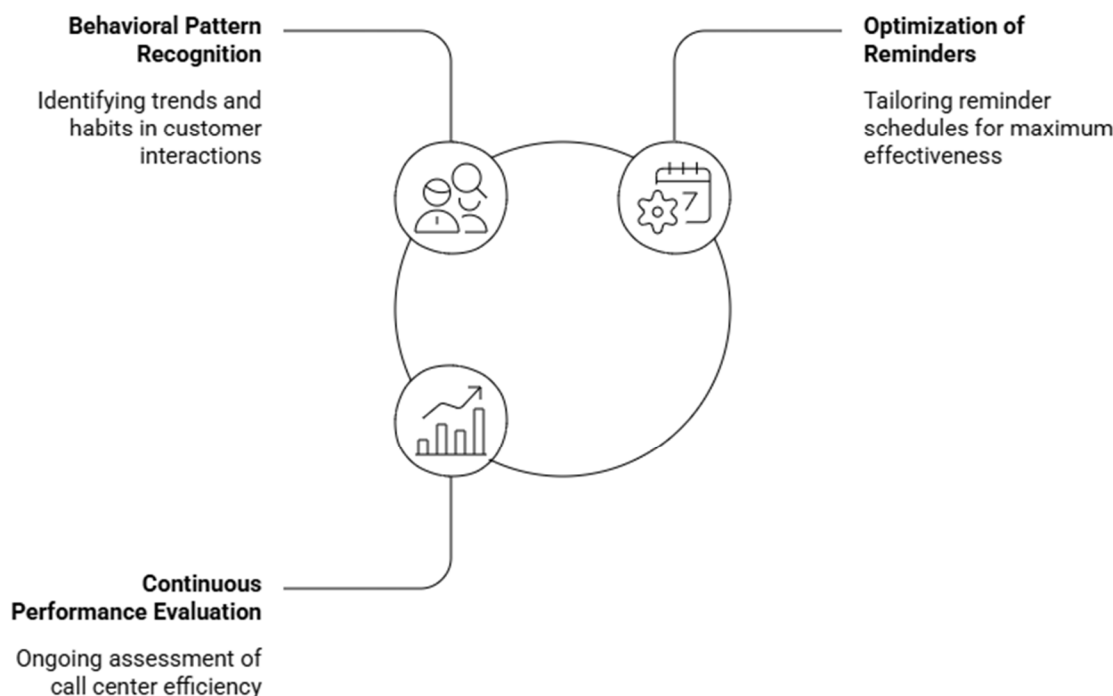 Behavioral Pattern
Recognition
Identifying trends and
habits in customer
interactions
Optimization of
Reminders
Tailoring reminder
schedules for maximum
effectiveness
7
Continuous
Performance Evaluation
Ongoing assessment of
call center efficiency